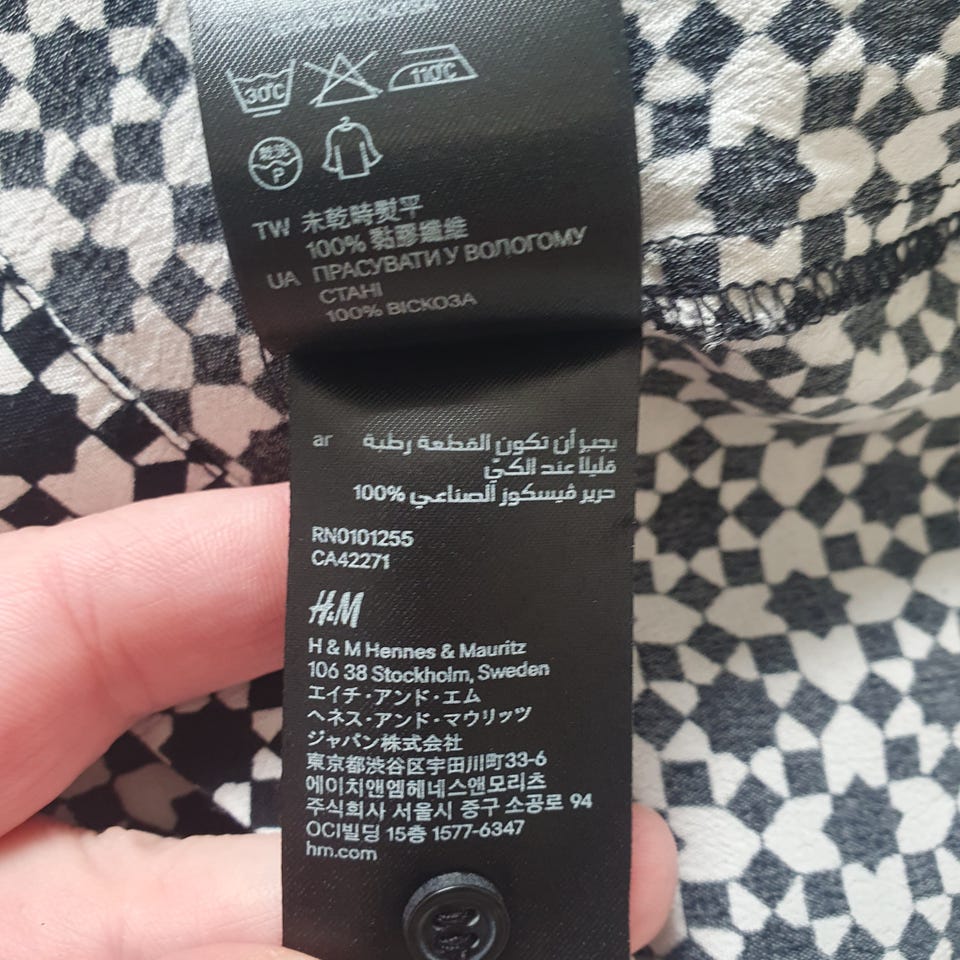 30°C
110°C
乾洗
P
TW 未乾時熨平
100% 黏膠纖維
UA ПРАСУВАТИ У ВОЛОГОМУ
СТАНІ
100% ВІСКОЗА
ar يجب أن تكون القطعة رطبة
قليلاً عند الكي
100% حرير فيسكوز الصناعي
RN0101255
CA42271
H&M
H & M Hennes & Mauritz
106 38 Stockholm, Sweden
エイチ・アンド・エム
ヘネス・アンド・マウリッツ
ジャパン株式会社
東京都渋谷区宇田川町33-6
에이치앤엠헤네스앤모리츠
주식회사 서울시 중구 소공로 94
OCI빌딩 15층 1577-6347
hm.com